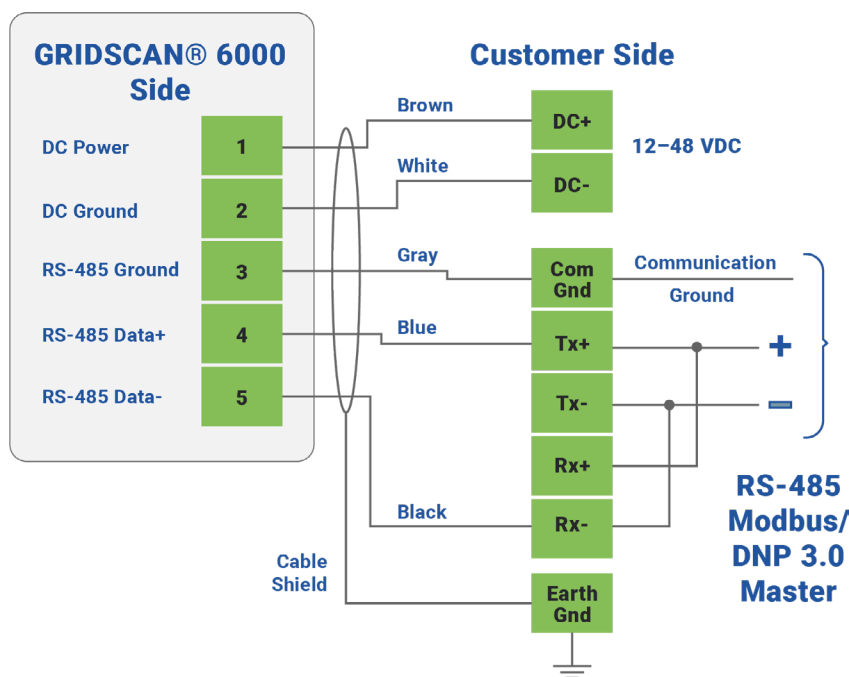 GRIDSCAN® 6000
Side
Customer Side
DC Power
1
Brown
DC+
12–48 VDC
DC Ground
2
White
DC-
RS-485 Ground
3
Gray
Com
Gnd
Communication
Ground
RS-485 Data+
4
Blue
Tx+
+
RS-485 Data-
5
Tx-
−
Rx+
Black
Rx-
RS-485
Modbus/
DNP 3.0
Master
Cable
Shield
Earth
Gnd